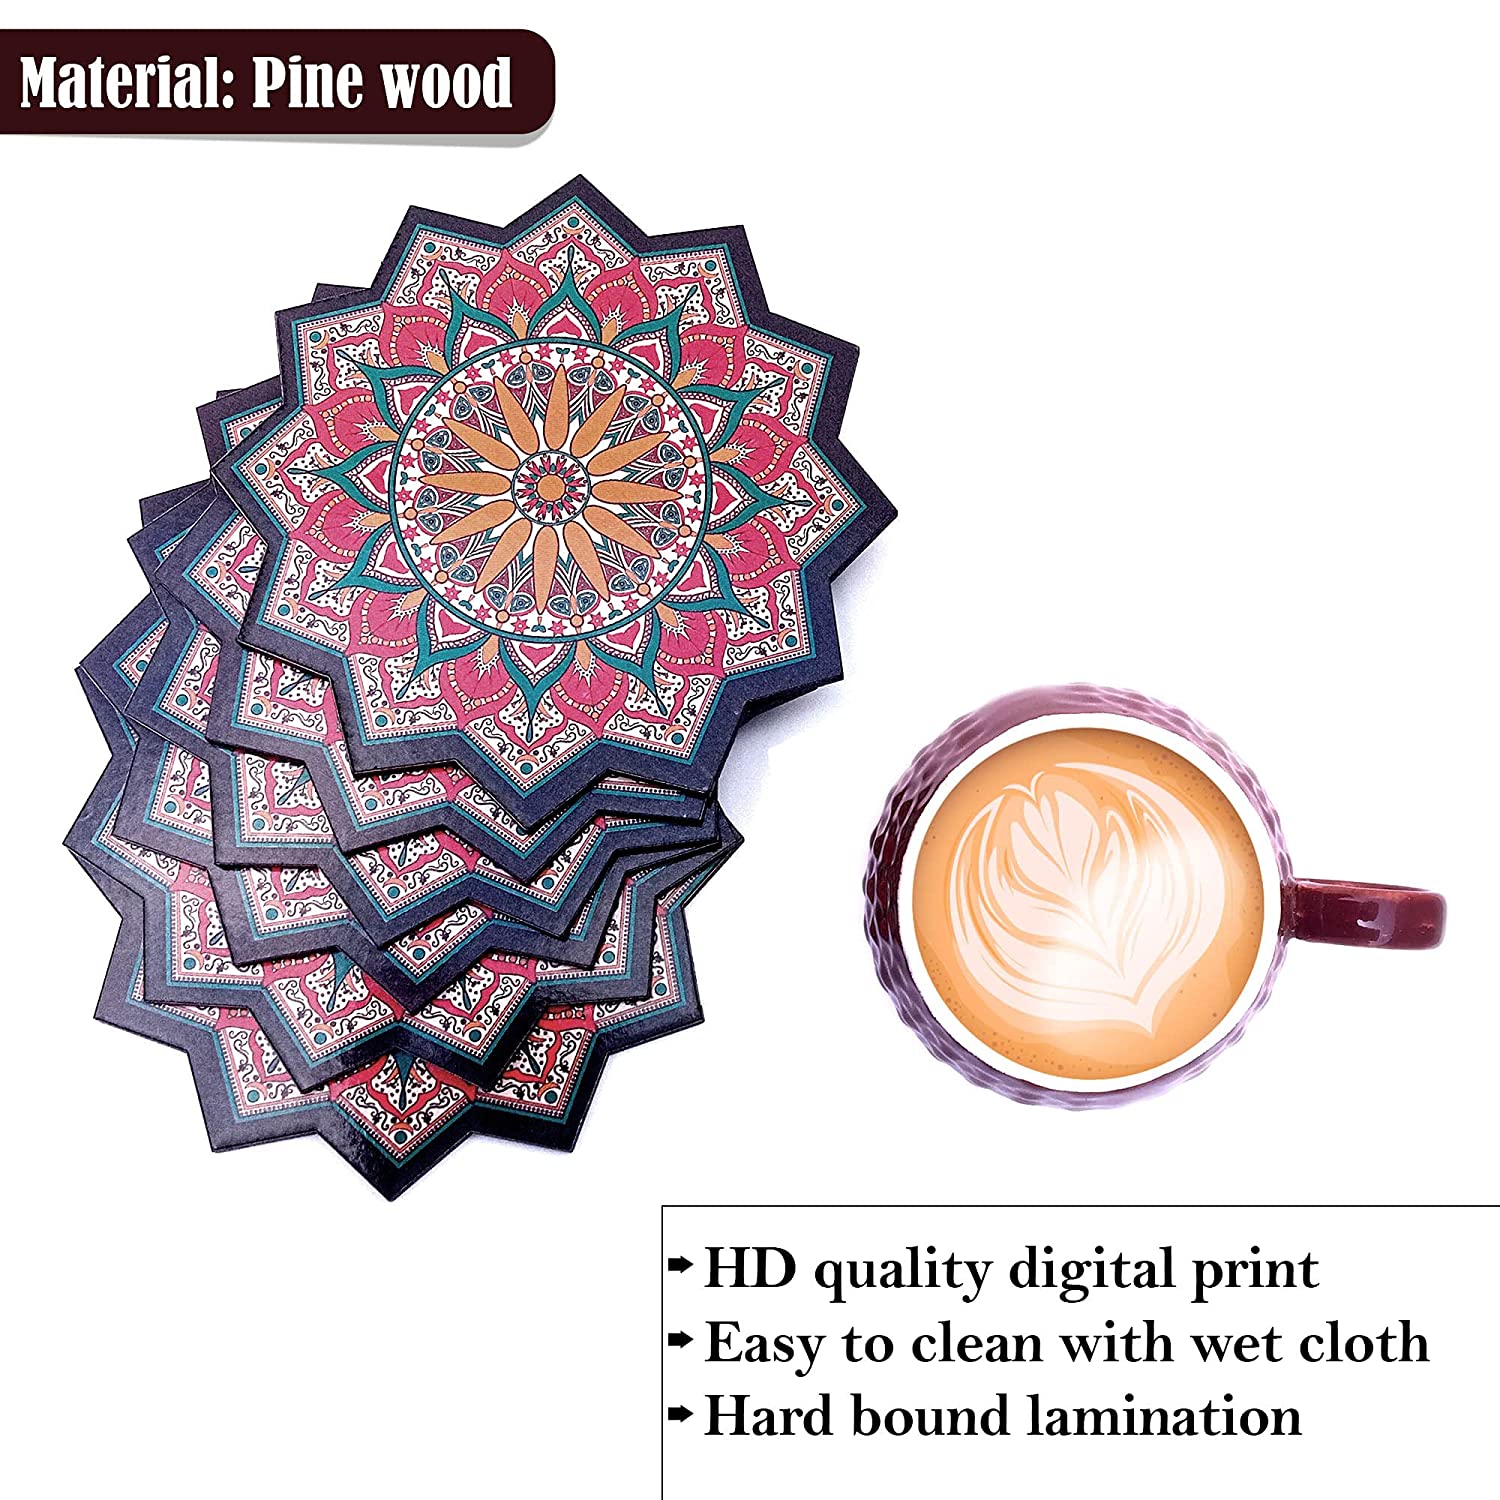 Material: Pine wood
HD quality digital print
Easy to clean with wet cloth
Hard bound lamination